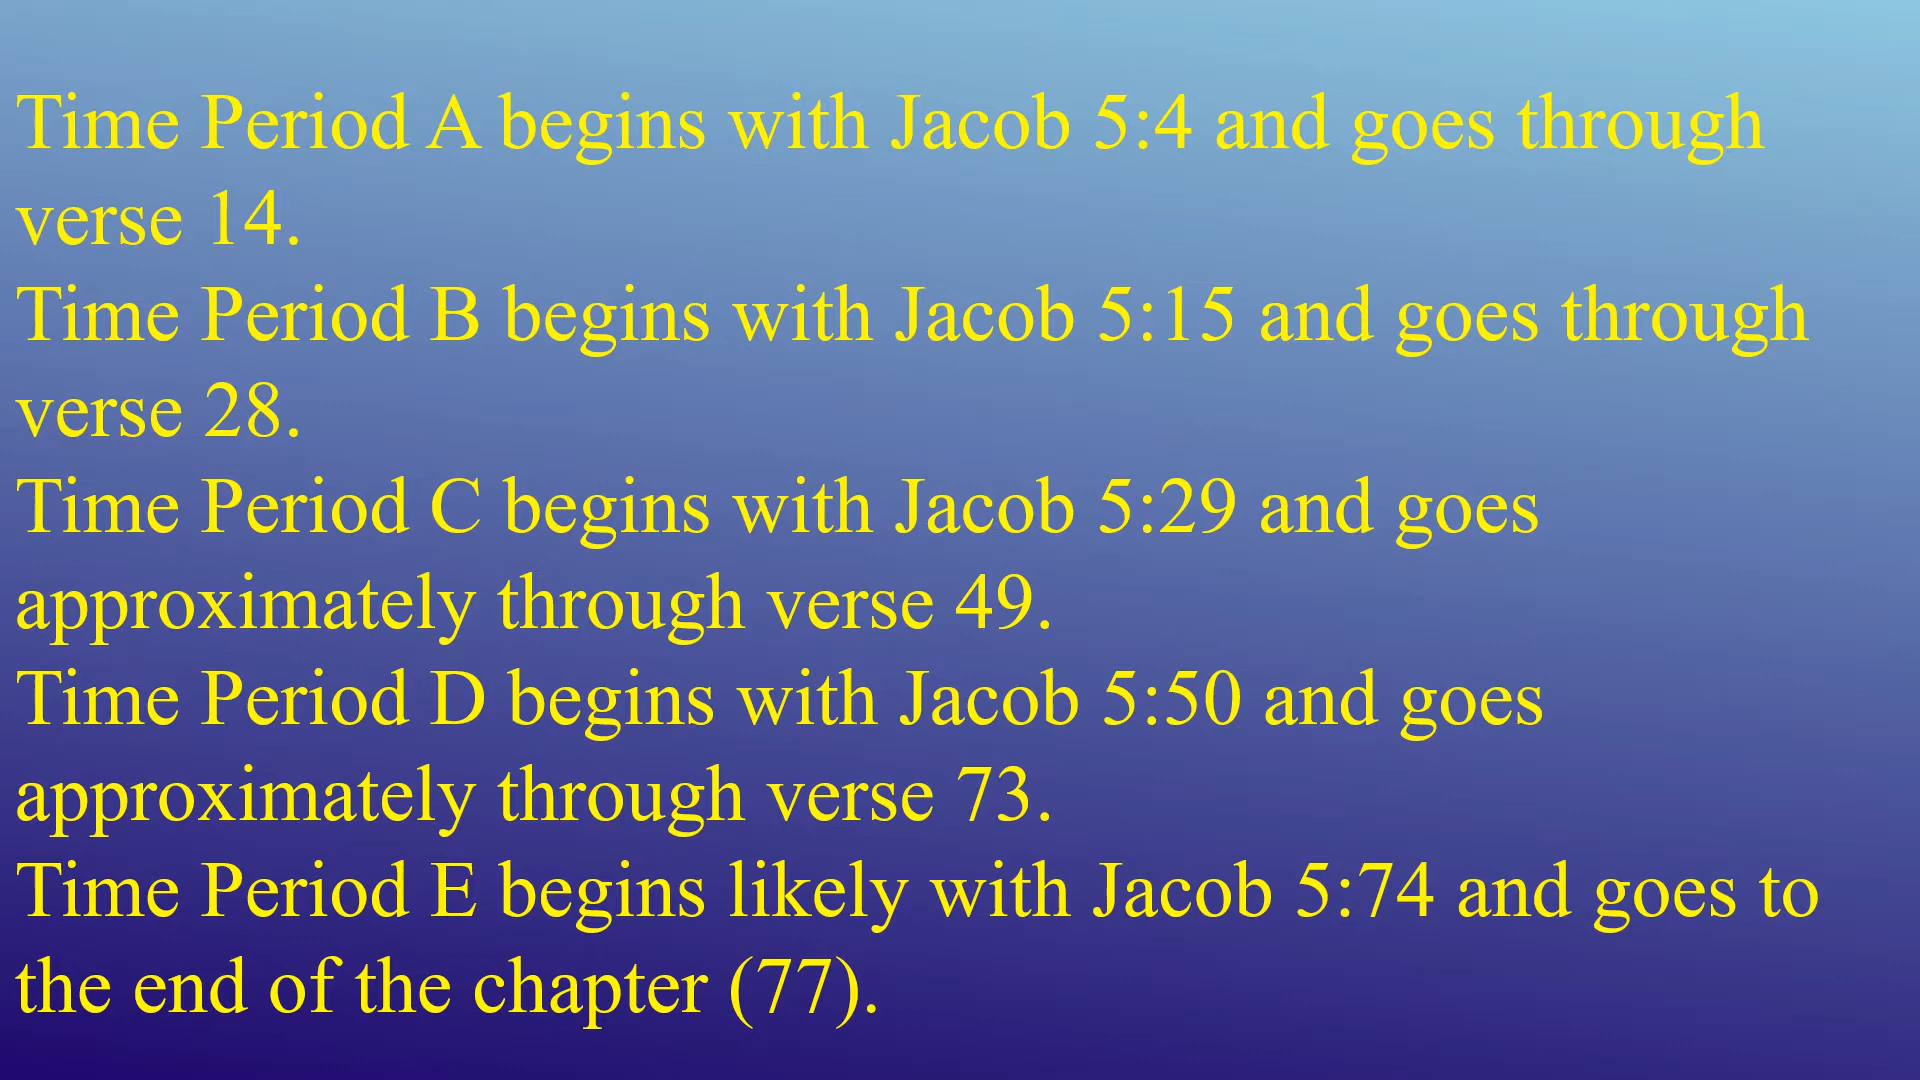 Time Period A begins with Jacob 5:4 and goes through
verse 14.
Time Period B begins with Jacob 5:15 and goes through
verse 28.
Time Period C begins with Jacob 5:29 and goes
approximately through verse 49.
Time Period D begins with Jacob 5:50 and goes
approximately through verse 73.
Time Period E begins likely with Jacob 5:74 and goes to
the end of the chapter (77).